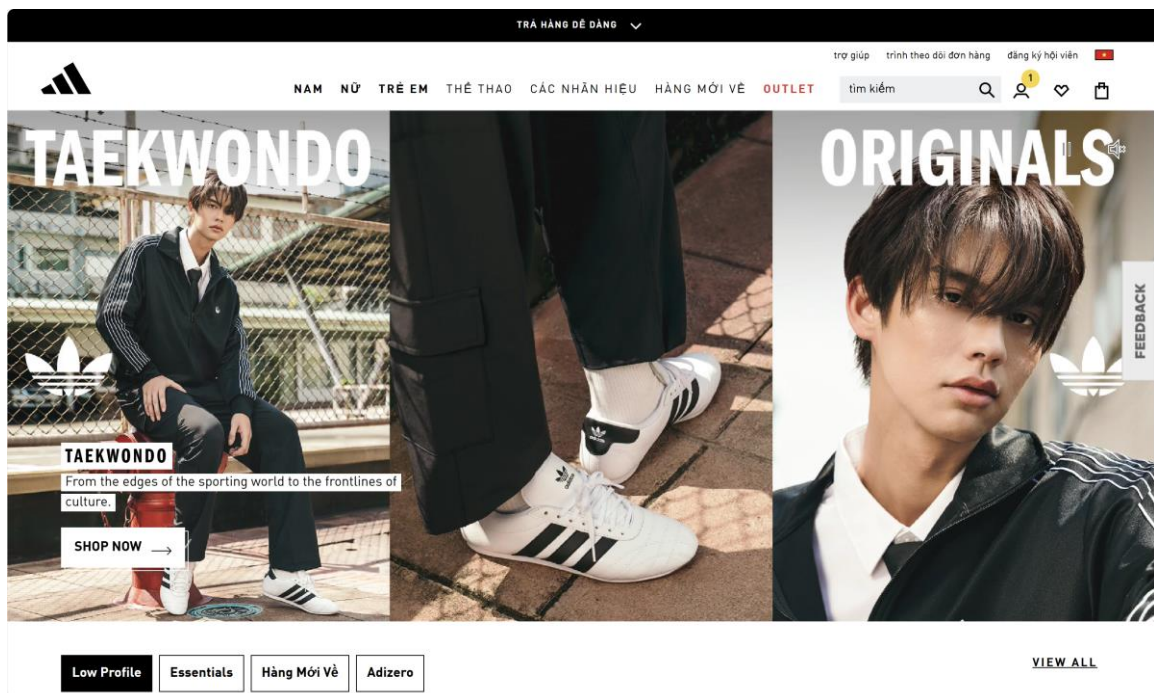 TRẢ HÀNG DỄ DÀNG
trợ giúp trình theo dõi đơn hàng đăng ký hội viên
NAM NỮ TRẺ EM THỂ THAO CÁC NHÃN HIỆU HÀNG MỚI VỀ OUTLET tìm kiếm 1
TAEKWONDO ORIGINALS
FEEDBACK
TAEKWONDO
From the edges of the sporting world to the frontlines of
culture.
SHOP NOW
Low Profile Essentials Hàng Mới Về Adizero VIEW ALL